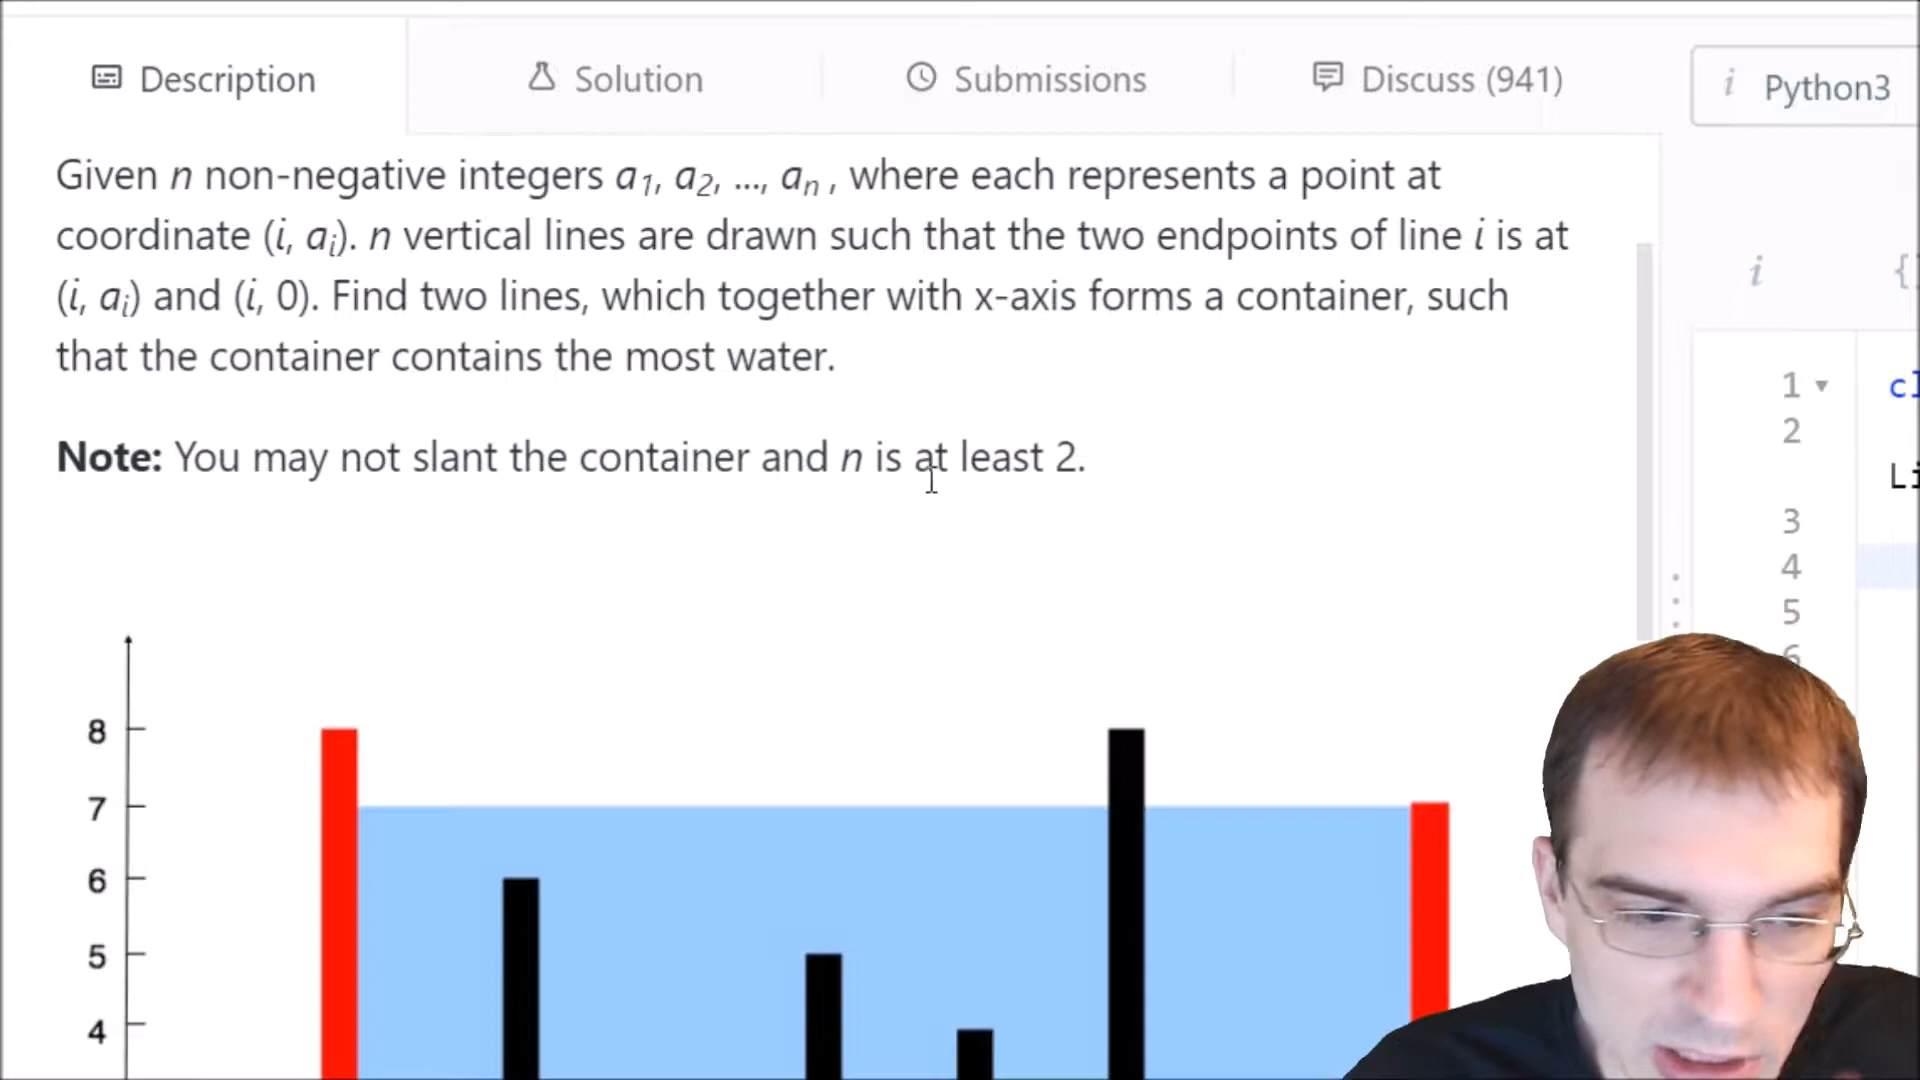 Description
Solution
Submissions
Discuss (941)
i Python3
Given n non-negative integers a1, a2, ..., an , where each represents a point at
coordinate (i, ai). n vertical lines are drawn such that the two endpoints of line i is at
(i, ai) and (i, 0). Find two lines, which together with x-axis forms a container, such
that the container contains the most water.
Note: You may not slant the container and n is at least 2.
i {
1
2
Li
3
4
5
6
8
7
6
5
4